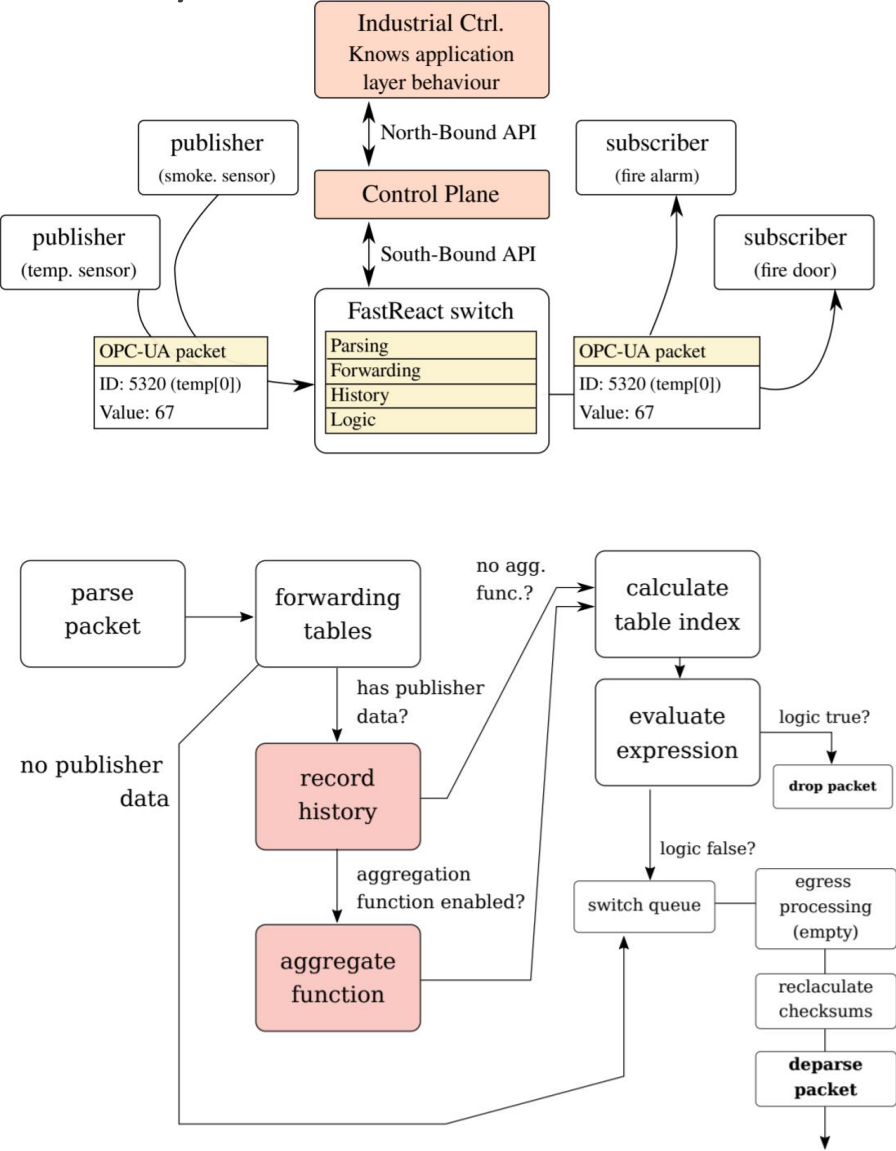 Industrial Ctrl.
Knows application
layer behaviour
North-Bound API
publisher
(smoke. sensor)
subscriber
(fire alarm)
Control Plane
publisher
(temp. sensor)
subscriber
(fire door)
South-Bound API
FastReact switch
Parsing
Forwarding
History
Logic
OPC-UA packet
ID: 5320 (temp[0])
Value: 67
OPC-UA packet
ID: 5320 (temp[0])
Value: 67
parse
packet
forwarding
tables
no agg.
func.?
calculate
table index
has publisher
data?
evaluate
expression
logic true?
drop packet
no publisher
data
record
history
logic false?
aggregation
function enabled?
switch queue
egress
processing
(empty)
aggregate
function
reclaculate
checksums
deparse
packet